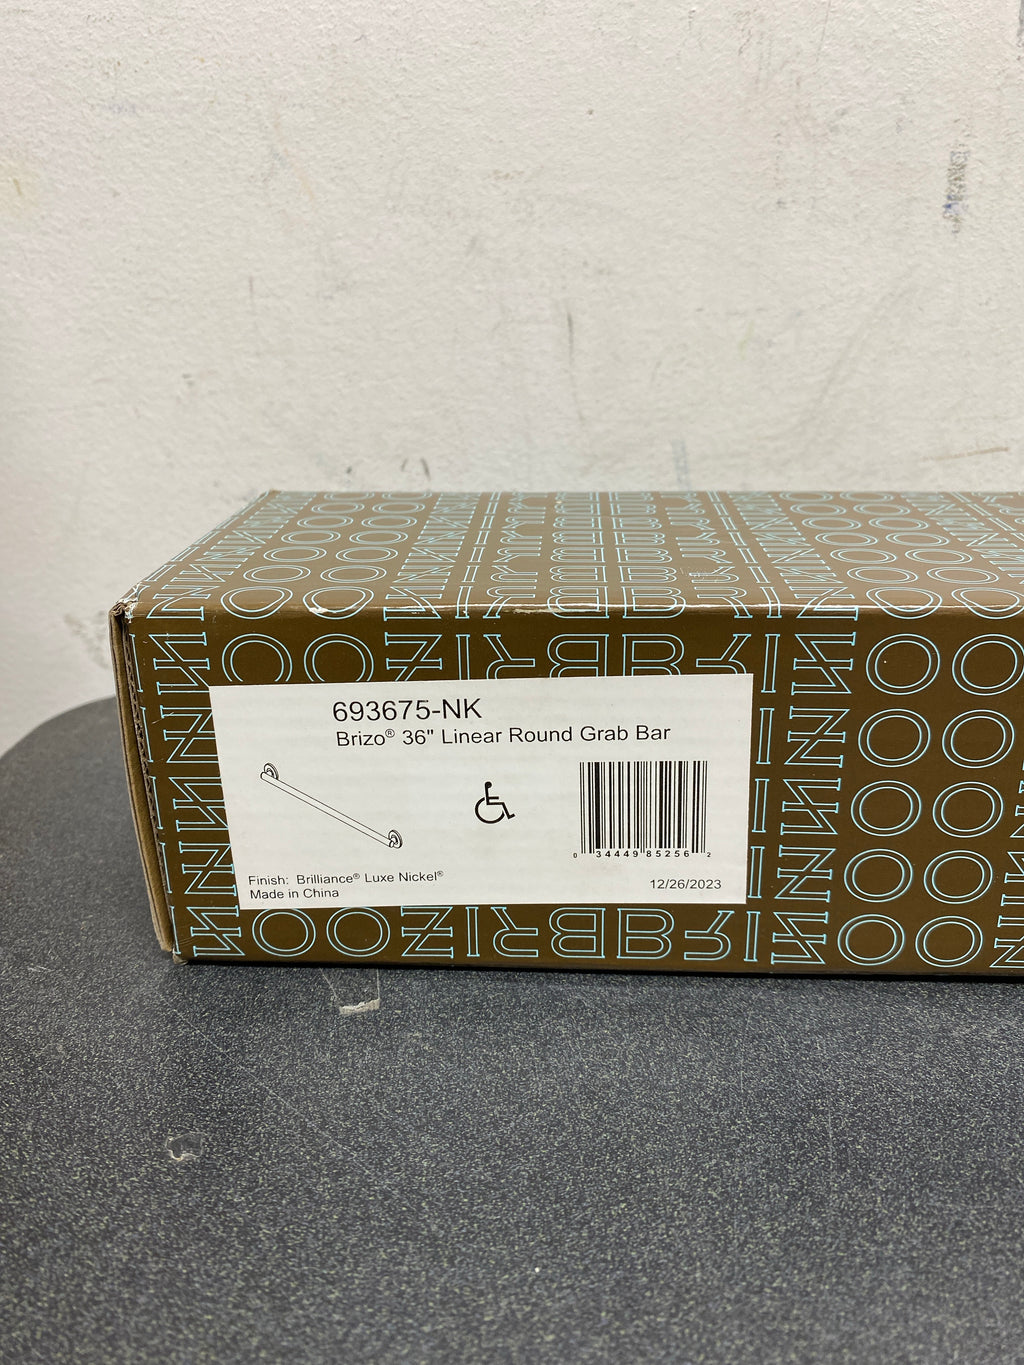 693675-NK
Brizo® 36" Linear Round Grab Bar
0 34449 85256 2
Finish: Brilliance® Luxe Nickel®
Made in China
12/26/2023
BRIZO